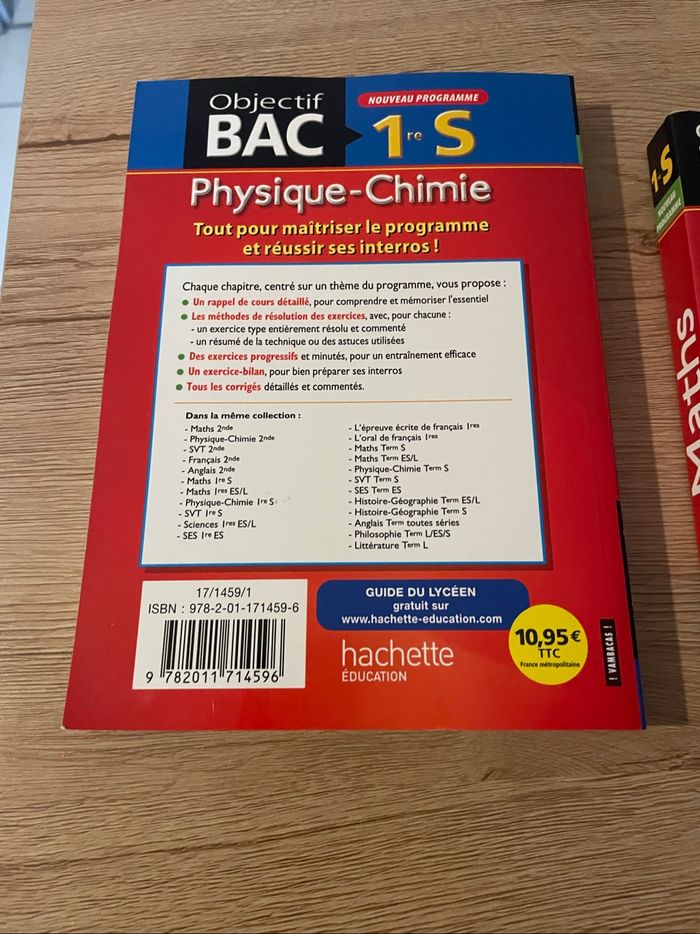 Objectif
BAC
NOUVEAU PROGRAMME
1re S
Physique-Chimie
Tout pour maîtriser le programme
et réussir ses interros !
Chaque chapitre, centré sur un thème du programme, vous propose :
● Un rappel de cours détaillé, pour comprendre et mémoriser l'essentiel
● Les méthodes de résolution des exercices, avec, pour chacune :
- un exercice type entièrement résolu et commenté
- un résumé de la technique ou des astuces utilisées
● Des exercices progressifs et minutés, pour un entraînement efficace
● Un exercice-bilan, pour bien préparer ses interros
● Tous les corrigés détaillés et commentés.
Dans la même collection :
- Maths 2nde
- Physique-Chimie 2nde
- SVT 2nde
- Français 2nde
- Anglais 2nde
- Maths 1re S
- Maths 1res ES/L
- Physique-Chimie 1re S
- SVT 1re S
- Sciences 1res ES/L
- SES 1re ES
- L'épreuve écrite de français 1res
- L'oral de français 1res
- Maths Term S
- Maths Term ES/L
- Physique-Chimie Term S
- SVT Term S
- SES Term ES
- Histoire-Géographie Term ES/L
- Histoire-Géographie Term S
- Anglais Term toutes séries
- Philosophie Term L/ES/S
- Littérature Term L
17/1459/1
ISBN : 978-2-01-171459-6
9 782011 714596
GUIDE DU LYCÉEN
gratuit sur
www.hachette-education.com
hachette
ÉDUCATION
10,95 €
TTC
France métropolitaine
! VAMBACAS !
1re S
NOUVEAU
PROGRAMME
Maths